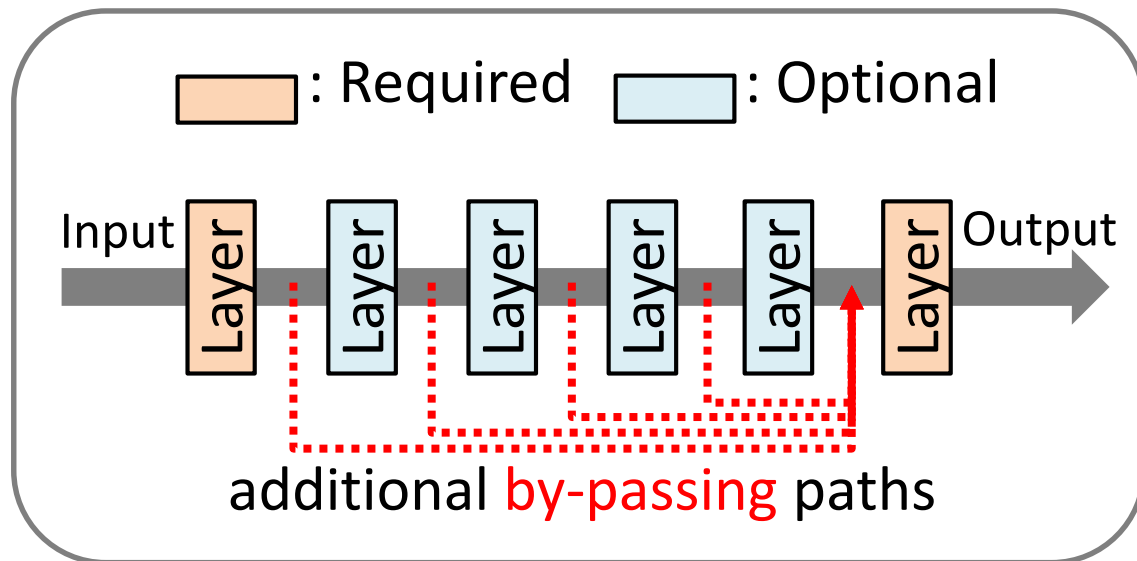 : Required : Optional
Input Layer Layer Layer Layer Layer Layer Output
additional by-passing paths